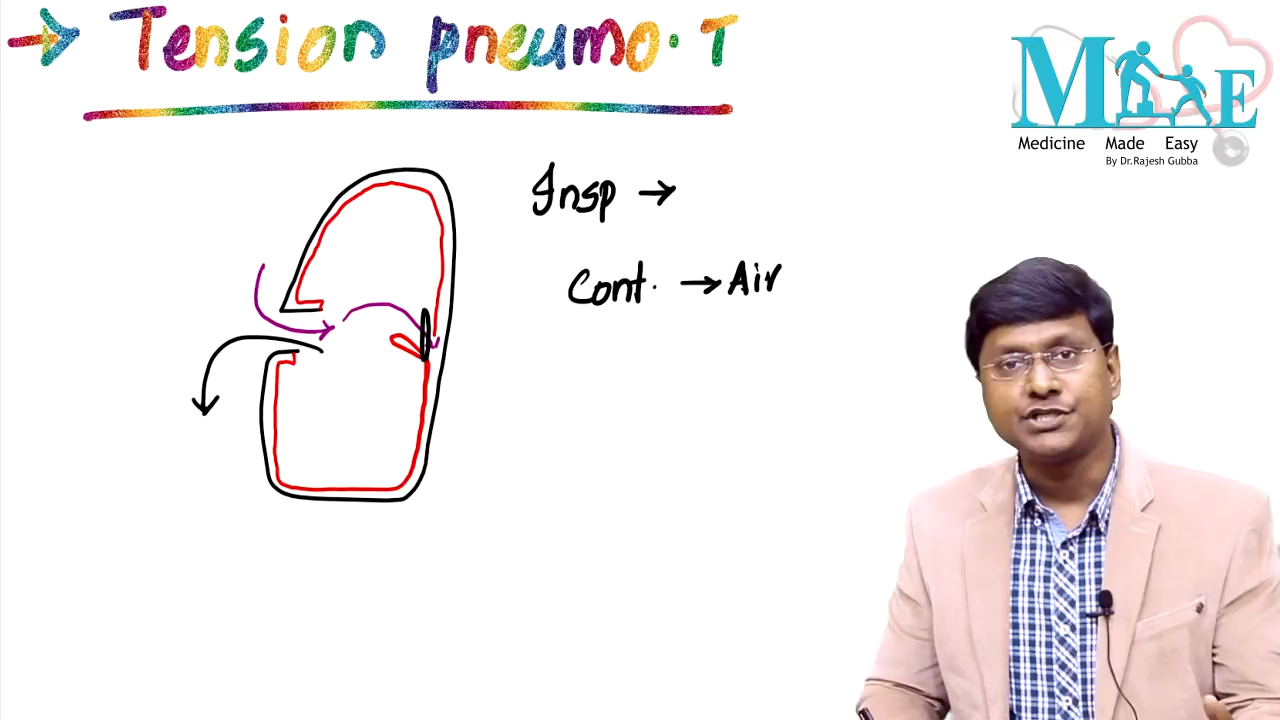 → Tension pneumo. T
M E
Medicine Made Easy
By Dr.Rajesh Gubba
Insp →
Cont. → Air